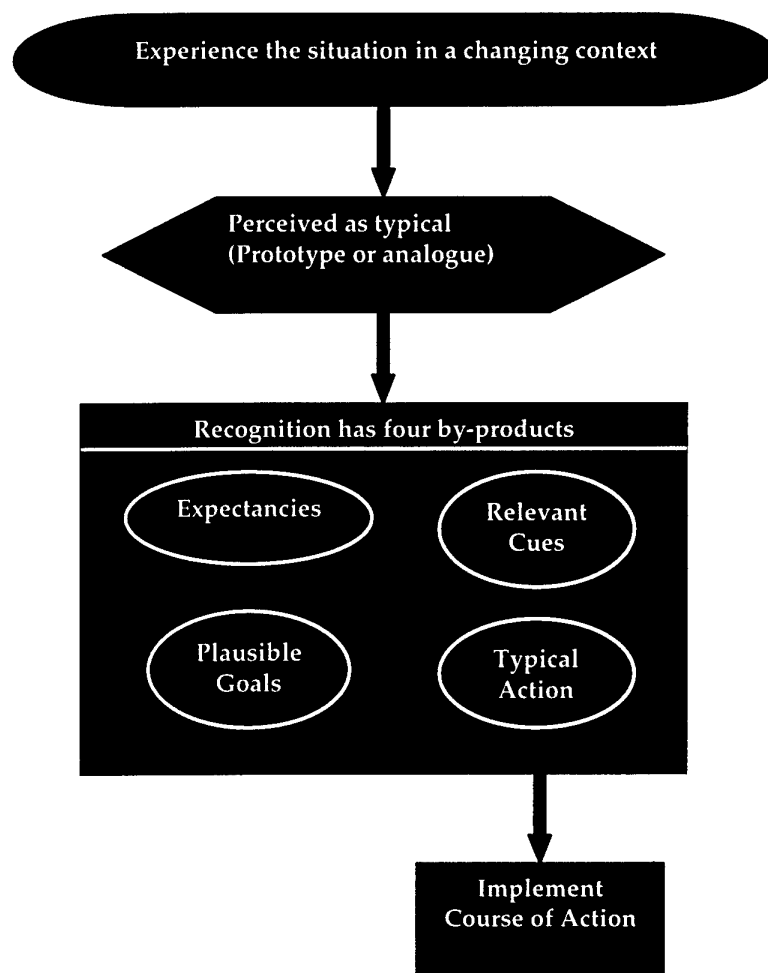 Experience the situation in a changing context
Perceived as typical
(Prototype or analogue)
Recognition has four by-products
Expectancies
Relevant
Cues
Plausible
Goals
Typical
Action
Implement
Course of Action